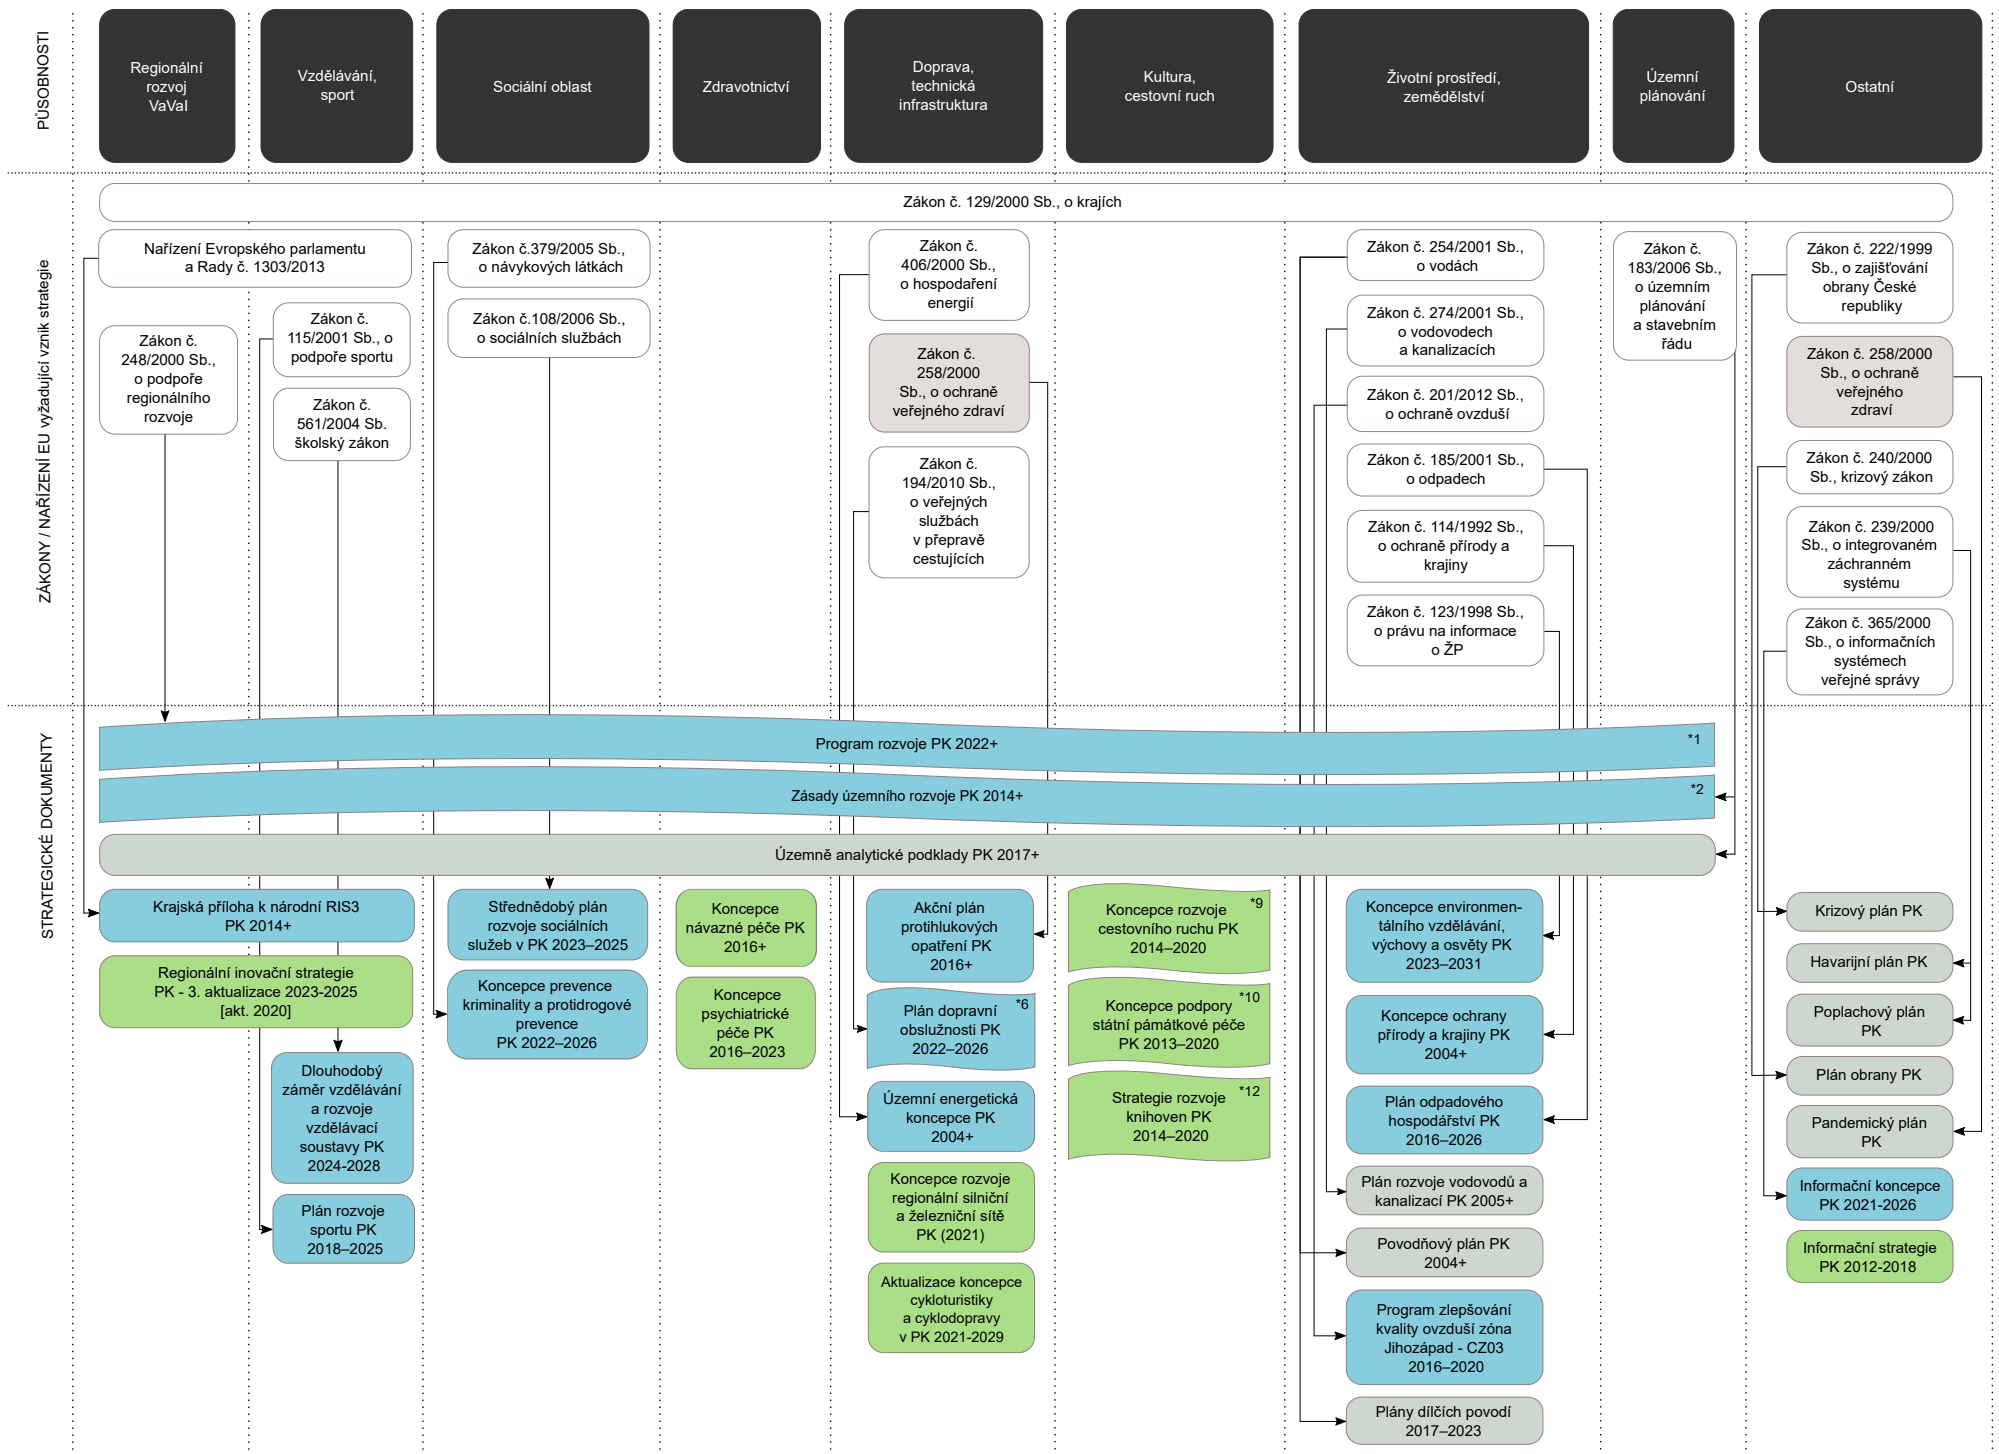 PŮSOBNOSTI
Regionální
rozvoj
VaVaI
Vzdělávání,
sport
Sociální oblast
Zdravotnictví
Doprava,
technická
infrastruktura
Kultura,
cestovní ruch
Životní prostředí,
zemědělství
Územní
plánování
Ostatní
ZÁKONY / NAŘÍZENÍ EU vyžadující vznik strategie
Zákon č. 129/2000 Sb., o krajích
Nařízení Evropského parlamentu
a Rady č. 1303/2013
Zákon č.
248/2000 Sb.,
o podpoře
regionálního
rozvoje
Zákon č.
115/2001 Sb., o
podpoře sportu
Zákon č.
561/2004 Sb.
školský zákon
Zákon č.379/2005 Sb.,
o návykových látkách
Zákon č.108/2006 Sb.,
o sociálních službách
Zákon č.
406/2000 Sb.,
o hospodaření
energií
Zákon č.
258/2000
Sb., o ochraně
veřejného zdraví
Zákon č.
194/2010 Sb.,
o veřejných
službách
v přepravě
cestujících
Zákon č. 254/2001 Sb.,
o vodách
Zákon č. 274/2001 Sb.,
o vodovodech
a kanalizacích
Zákon č. 201/2012 Sb.,
o ochraně ovzduší
Zákon č. 185/2001 Sb.,
o odpadech
Zákon č. 114/1992 Sb.,
o ochraně přírody a
krajiny
Zákon č. 123/1998 Sb.,
o právu na informace
o ŽP
Zákon č.
183/2006 Sb.,
o územním
plánování
a stavebním
řádu
Zákon č. 222/1999
Sb., o zajišťování
obrany České
republiky
Zákon č. 258/2000
Sb., o ochraně
veřejného
zdraví
Zákon č. 240/2000
Sb., krizový zákon
Zákon č. 239/2000
Sb., o integrovaném
záchranném
systému
Zákon č. 365/2000
Sb., o informačních
systémech
veřejné správy
STRATEGICKÉ DOKUMENTY
Program rozvoje PK 2022+
*1
Zásady územního rozvoje PK 2014+
*2
Územně analytické podklady PK 2017+
Krajská příloha k národní RIS3
PK 2014+
Regionální inovační strategie
PK - 3. aktualizace 2023-2025
[akt. 2020]
Dlouhodobý
záměr vzdělávání
a rozvoje
vzdělávací
soustavy PK
2024-2028
Plán rozvoje
sportu PK
2018–2025
Střednědobý plán
rozvoje sociálních
služeb v PK 2023–2025
Koncepce prevence
kriminality a protidrogové
prevence
PK 2022–2026
Koncepce
návazné péče PK
2016+
Koncepce
psychiatrické
péče PK
2016–2023
Akční plán
protihlukových
opatření PK
2016+
*6
Plán dopravní
obslužnosti PK
2022–2026
Územní energetická
koncepce PK
2004+
Koncepce rozvoje
regionální silniční
a železniční sítě
PK (2021)
Aktualizace koncepce
cykloturistiky
a cyklodopravy
v PK 2021-2029
*9
Koncepce rozvoje
cestovního ruchu PK
2014–2020
*10
Koncepce podpory
státní památkové péče
PK 2013–2020
*12
Strategie rozvoje
knihoven PK
2014–2020
Koncepce environmen-
tálního vzdělávání,
výchovy a osvěty PK
2023–2031
Koncepce ochrany
přírody a krajiny PK
2004+
Plán odpadového
hospodářství PK
2016–2026
Plán rozvoje vodovodů a
kanalizací PK 2005+
Povodňový plán PK
2004+
Program zlepšování
kvality ovzduší zóna
Jihozápad - CZ03
2016–2020
Plány dílčích povodí
2017–2023
Krizový plán PK
Havarijní plán PK
Poplachový plán
PK
Plán obrany PK
Pandemický plán
PK
Informační koncepce
PK 2021-2026
Informační strategie
PK 2012-2018